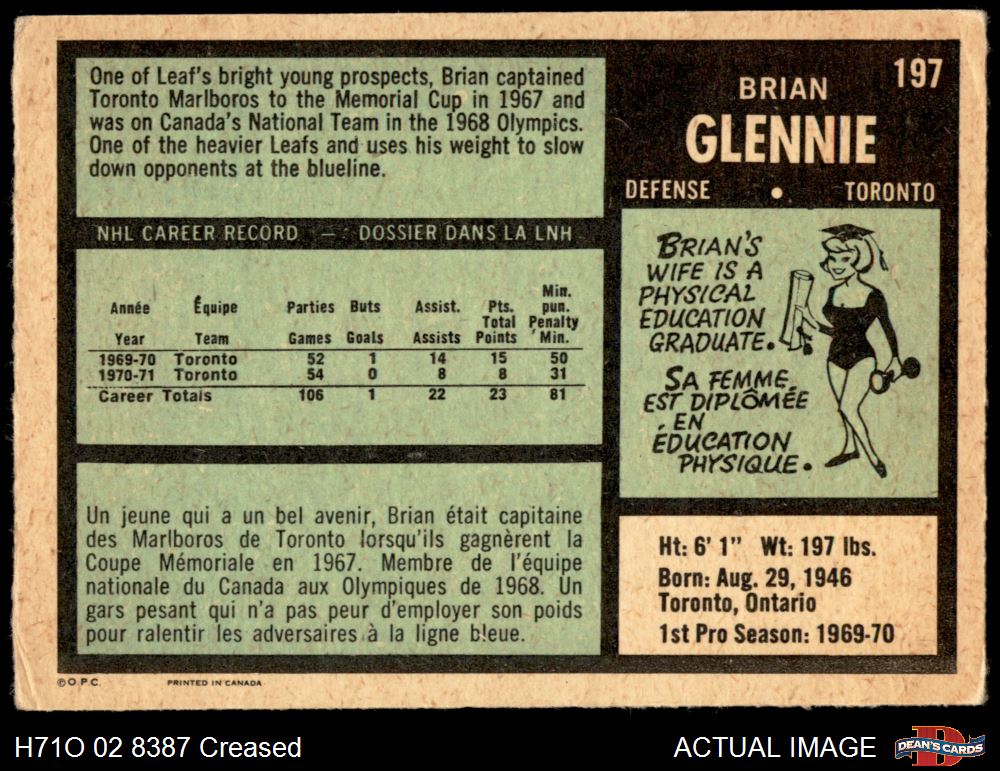 One of Leaf's bright young prospects, Brian captained
Toronto Marlboros to the Memorial Cup in 1967 and
was on Canada's National Team in the 1968 Olympics.
One of the heavier Leafs and uses his weight to slow
down opponents at the blueline.
197
BRIAN
GLENNIE
DEFENSE • TORONTO
NHL CAREER RECORD — DOSSIER DANS LA LNH
Année Équipe Parties Buts Assist. Pts. Min. pun.
Year Team Games Goals Assists Total Points Penalty Min.
1969-70 Toronto 52 1 14 15 50
1970-71 Toronto 54 0 8 8 31
Career Totals 106 1 22 23 81
BRIAN'S
WIFE IS A
PHYSICAL
EDUCATION
GRADUATE.
SA FEMME
EST DIPLÔMÉE
EN
ÉDUCATION
PHYSIQUE.
Un jeune qui a un bel avenir, Brian était capitaine
des Marlboros de Toronto lorsqu'ils gagnèrent la
Coupe Mémoriale en 1967. Membre de l'équipe
nationale du Canada aux Olympiques de 1968. Un
gars pesant qui n'a pas peur d'employer son poids
pour ralentir les adversaires à la ligne bleue.
Ht: 6' 1" Wt: 197 lbs.
Born: Aug. 29, 1946
Toronto, Ontario
1st Pro Season: 1969-70
© O.P.C. PRINTED IN CANADA
H71O 02 8387 Creased
ACTUAL IMAGE
DEAN'S CARDS